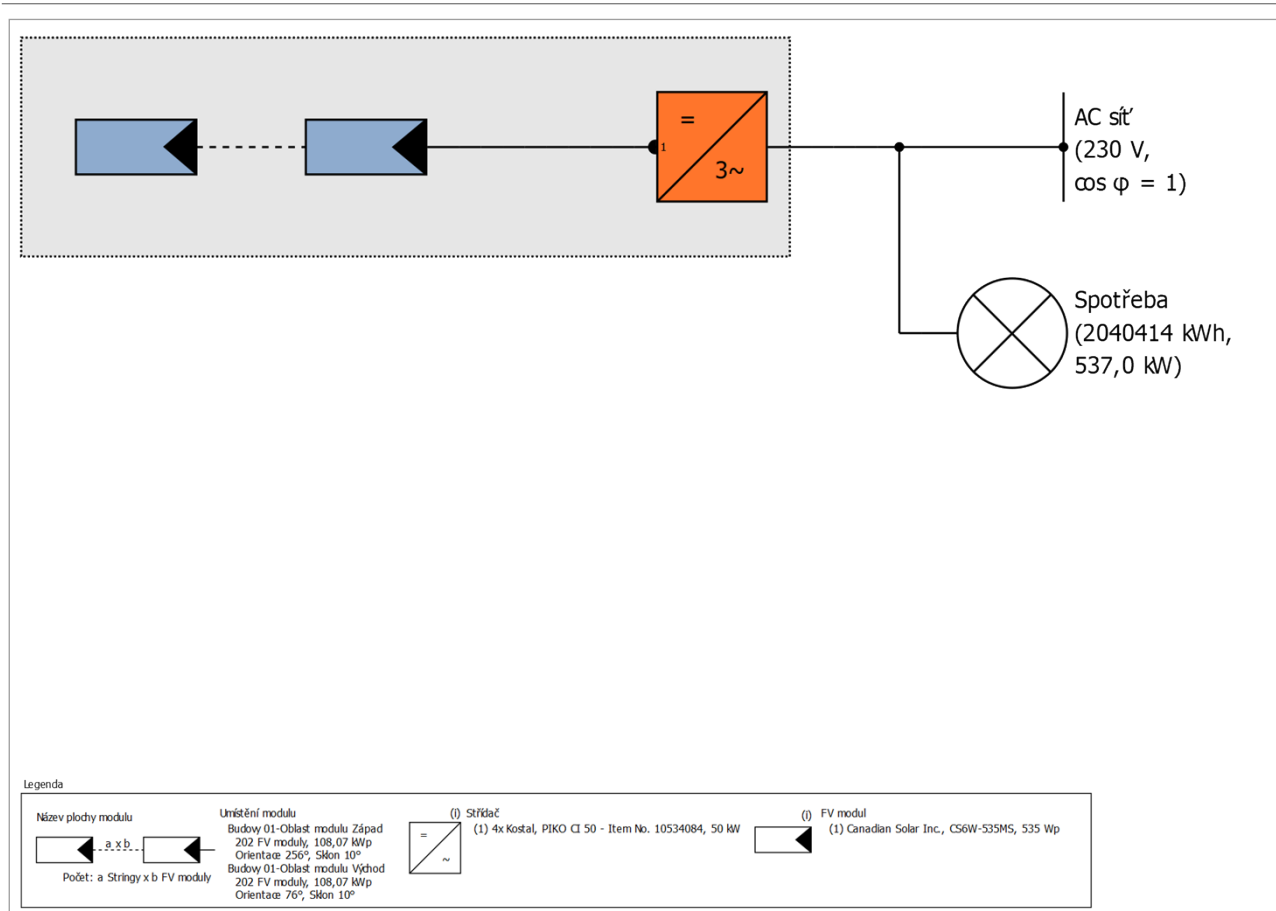 =
3~
1
AC síť
(230 V,
cos φ = 1)
Spotřeba
(2040414 kWh,
537,0 kW)
Legenda
Název plochy modulu
a x b
Počet: a Stringy x b FV moduly
Umístění modulu
Budovy 01-Oblast modulu Západ
202 FV moduly, 108,07 kWp
Orientace 256°, Sklon 10°
Budovy 01-Oblast modulu Východ
202 FV moduly, 108,07 kWp
Orientace 76°, Sklon 10°
=
~
(i) Střídač
(1) 4x Kostal, PIKO CI 50 - Item No. 10534084, 50 kW
(i) FV modul
(1) Canadian Solar Inc., CS6W-535MS, 535 Wp